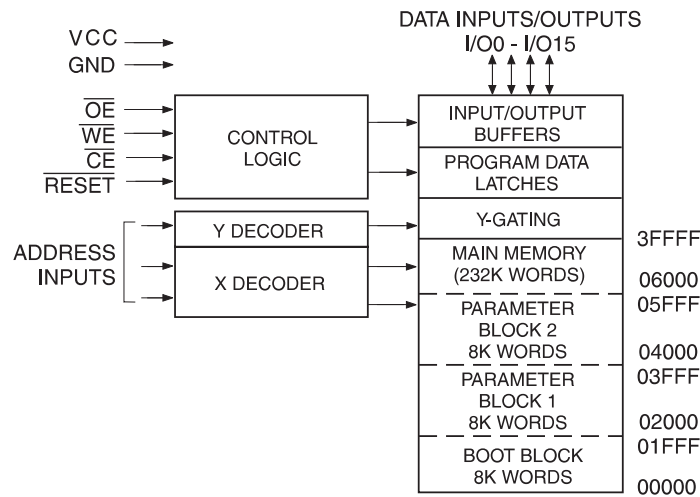 VCC
GND
OE
WE
CE
RESET
CONTROL
LOGIC
ADDRESS
INPUTS
Y DECODER
X DECODER
DATA INPUTS/OUTPUTS
I/O0 - I/O15
INPUT/OUTPUT
BUFFERS
PROGRAM DATA
LATCHES
Y-GATING
MAIN MEMORY
(232K WORDS)
PARAMETER
BLOCK 2
8K WORDS
PARAMETER
BLOCK 1
8K WORDS
BOOT BLOCK
8K WORDS
3FFFF
06000
05FFF
04000
03FFF
02000
01FFF
00000